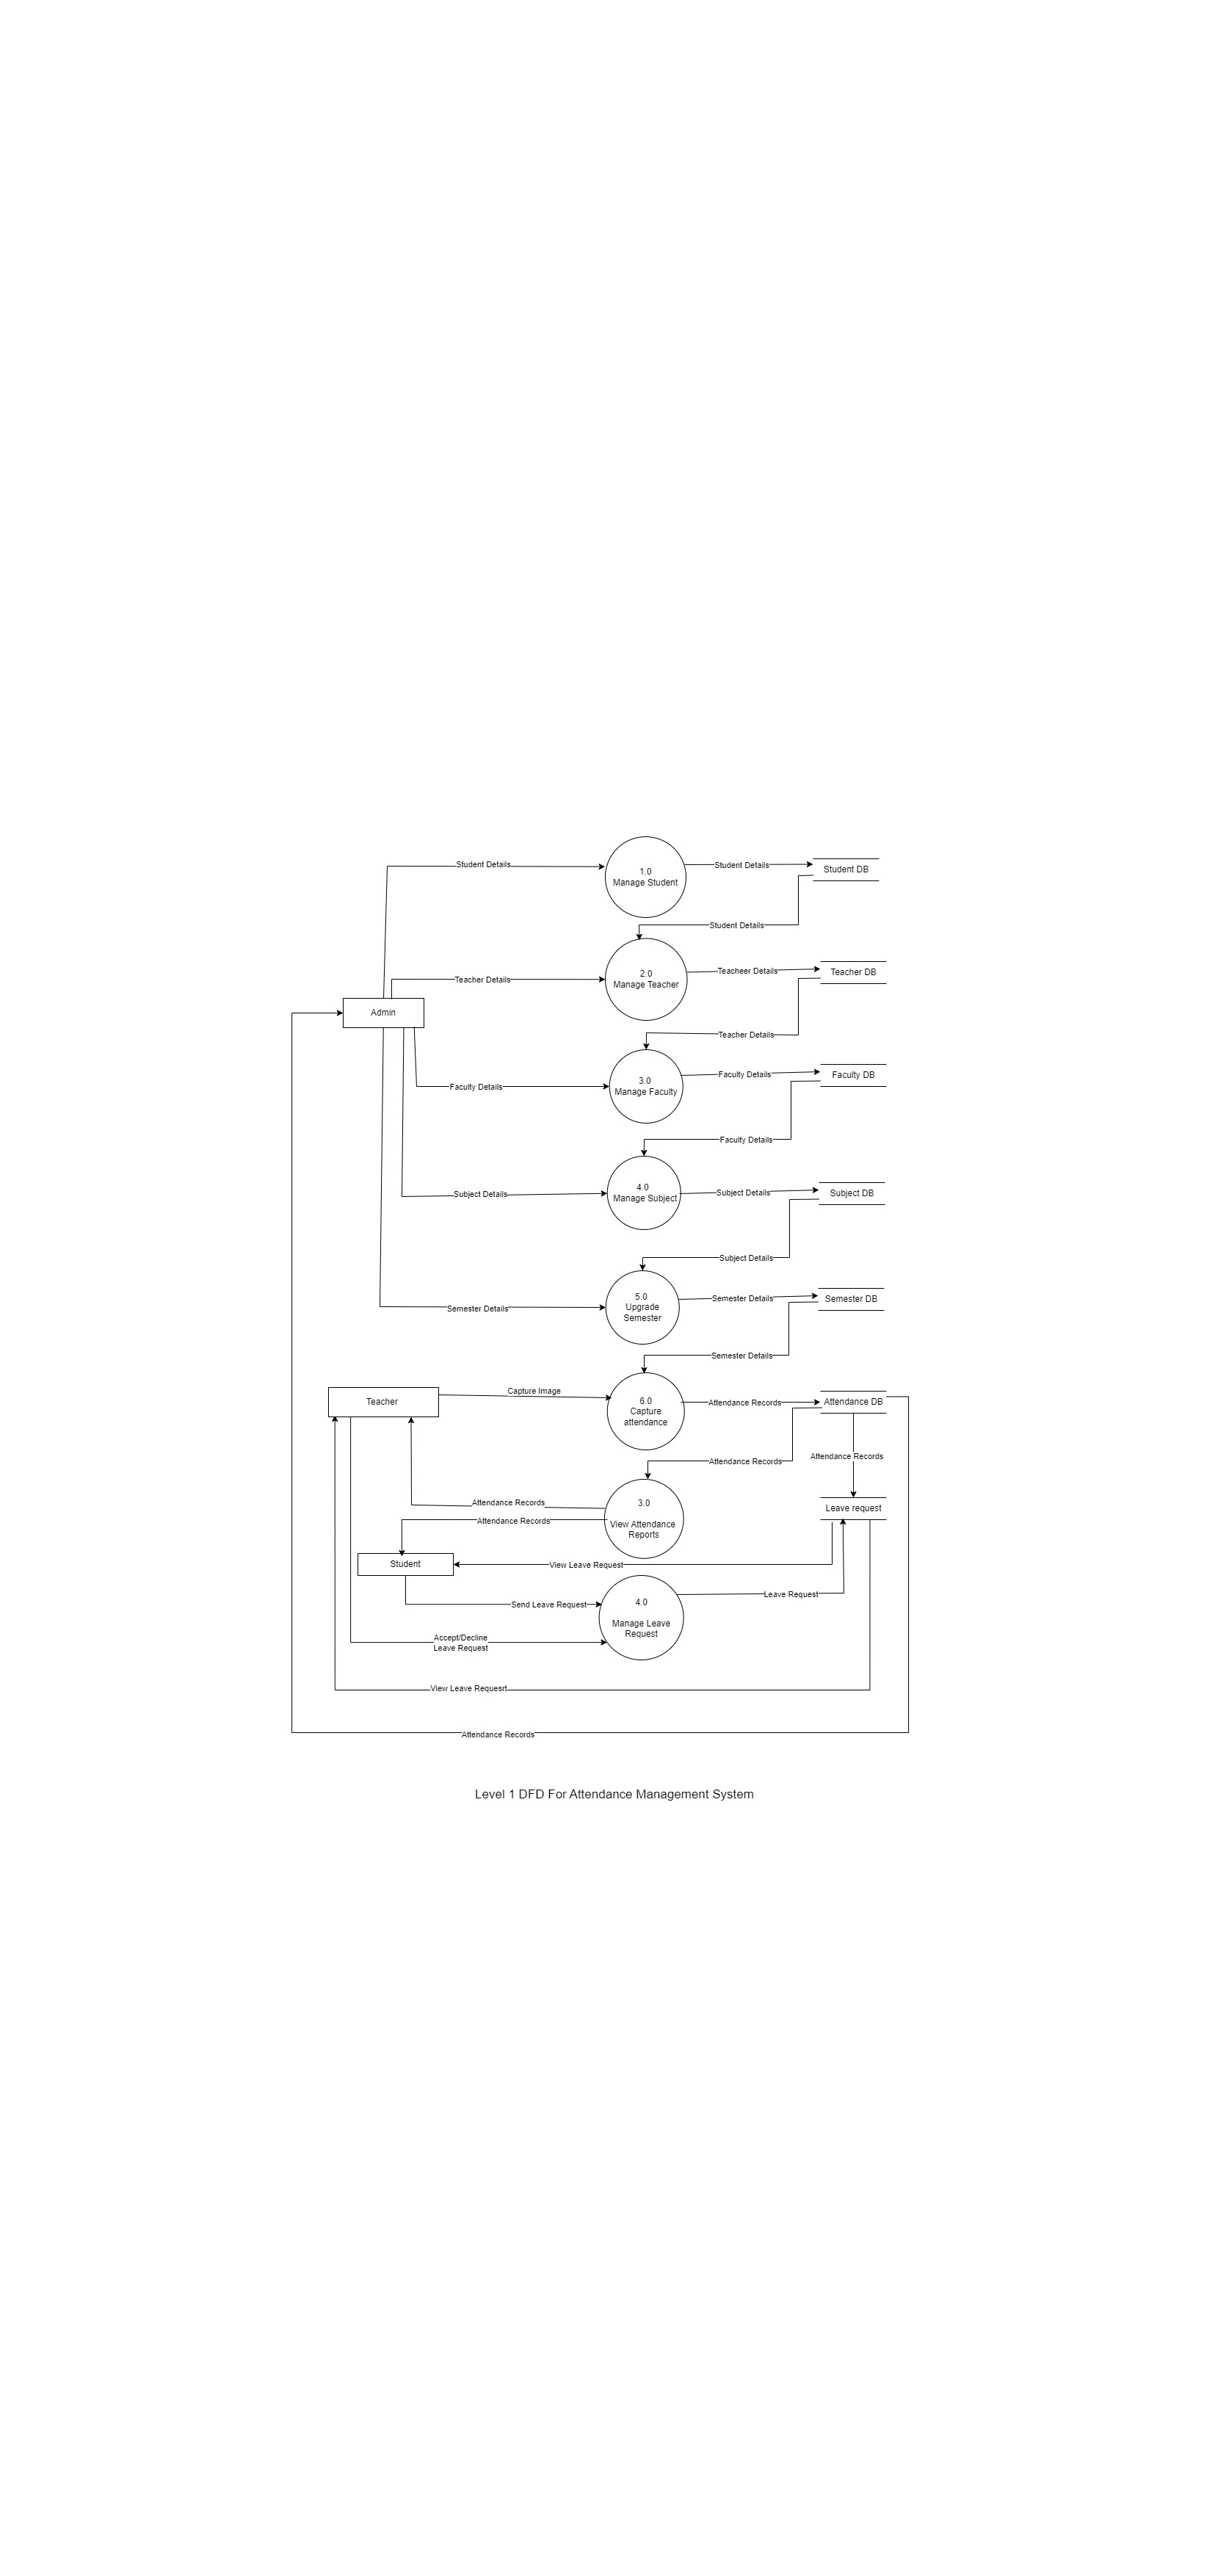 Student Details
1.0
Manage Student
Student Details
Student DB
Student Details
Teacher Details
2.0
Manage Teacher
Teacheer Details
Teacher DB
Admin
Teacher Details
Faculty Details
3.0
Manage Faculty
Faculty Details
Faculty DB
Faculty Details
Subject Details
4.0
Manage Subject
Subject Details
Subject DB
Subject Details
Semester Details
5.0
Upgrade
Semester
Semester Details
Semester DB
Semester Details
Teacher
Capture Image
6.0
Capture
attendance
Attendance Records
Attendance DB
Attendance Records
Attendance Records
Attendance Records
3.0
View Attendance
Reports
Leave request
Attendance Records
Student
View Leave Request
Send Leave Request
4.0
Manage Leave
Request
Leave Request
Accept/Decline
Leave Request
View Leave Requesrt
Attendance Records
Level 1 DFD For Attendance Management System